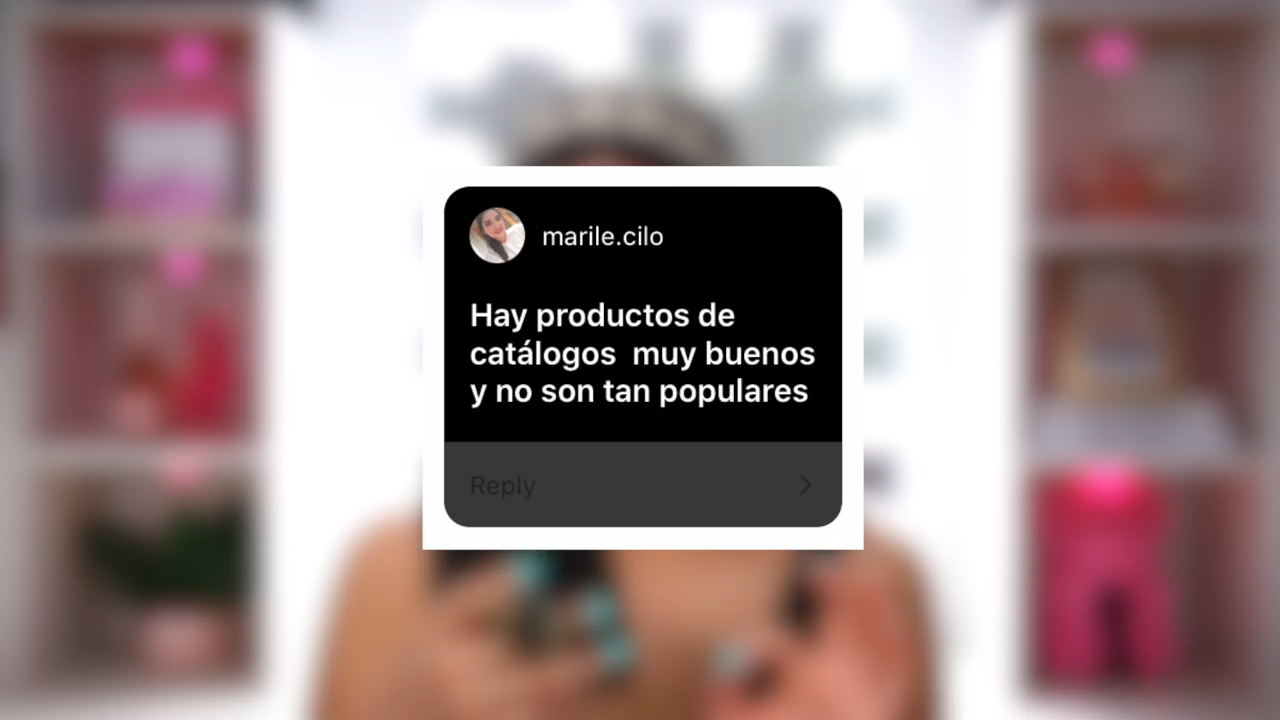 marile.cilo
Hay productos de
catálogos  muy buenos
y no son tan populares
Reply